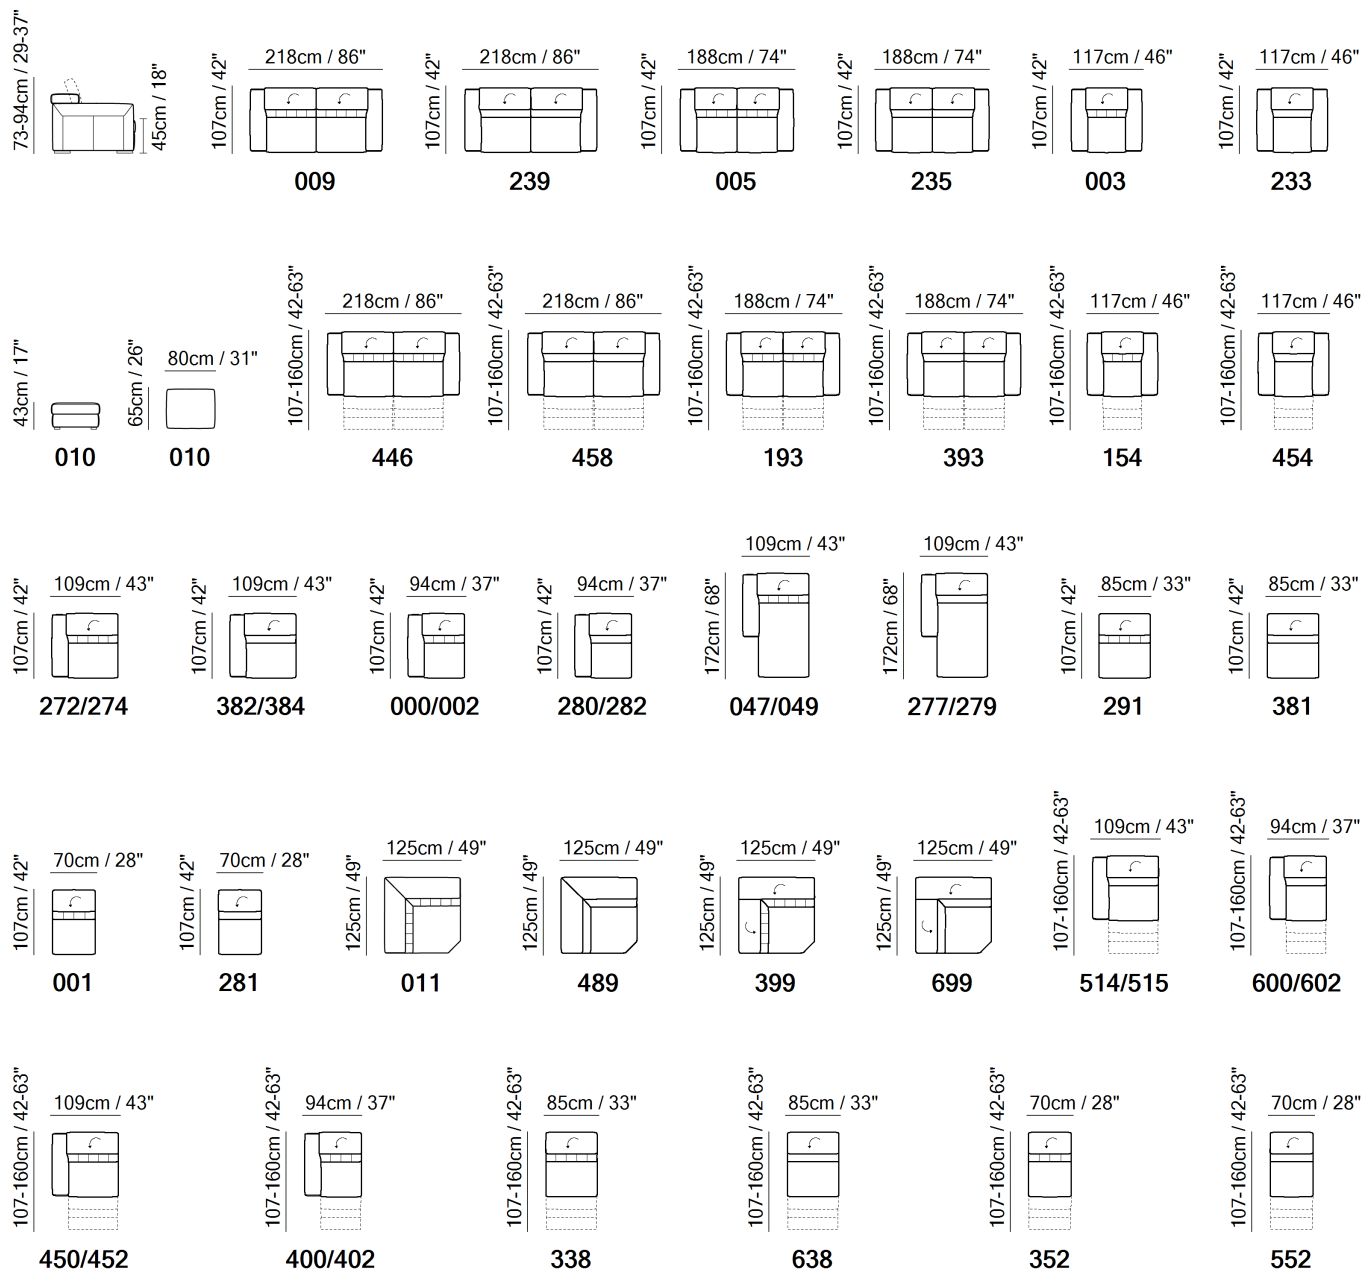 73-94cm / 29-37"
45cm / 18"
107cm / 42"
218cm / 86"
009
107cm / 42"
218cm / 86"
239
107cm / 42"
188cm / 74"
005
107cm / 42"
188cm / 74"
235
107cm / 42"
117cm / 46"
003
107cm / 42"
117cm / 46"
233
43cm / 17"
010
65cm / 26"
80cm / 31"
010
107-160cm / 42-63"
218cm / 86"
446
107-160cm / 42-63"
218cm / 86"
458
107-160cm / 42-63"
188cm / 74"
193
107-160cm / 42-63"
188cm / 74"
393
107-160cm / 42-63"
117cm / 46"
154
107-160cm / 42-63"
117cm / 46"
454
107cm / 42"
109cm / 43"
272/274
107cm / 42"
109cm / 43"
382/384
107cm / 42"
94cm / 37"
000/002
107cm / 42"
94cm / 37"
280/282
172cm / 68"
109cm / 43"
047/049
172cm / 68"
109cm / 43"
277/279
107cm / 42"
85cm / 33"
291
107cm / 42"
85cm / 33"
381
107cm / 42"
70cm / 28"
001
107cm / 42"
70cm / 28"
281
125cm / 49"
125cm / 49"
011
125cm / 49"
125cm / 49"
489
125cm / 49"
125cm / 49"
399
125cm / 49"
125cm / 49"
699
107-160cm / 42-63"
109cm / 43"
514/515
107-160cm / 42-63"
94cm / 37"
600/602
107-160cm / 42-63"
109cm / 43"
450/452
107-160cm / 42-63"
94cm / 37"
400/402
107-160cm / 42-63"
85cm / 33"
338
107-160cm / 42-63"
85cm / 33"
638
107-160cm / 42-63"
70cm / 28"
352
107-160cm / 42-63"
70cm / 28"
552